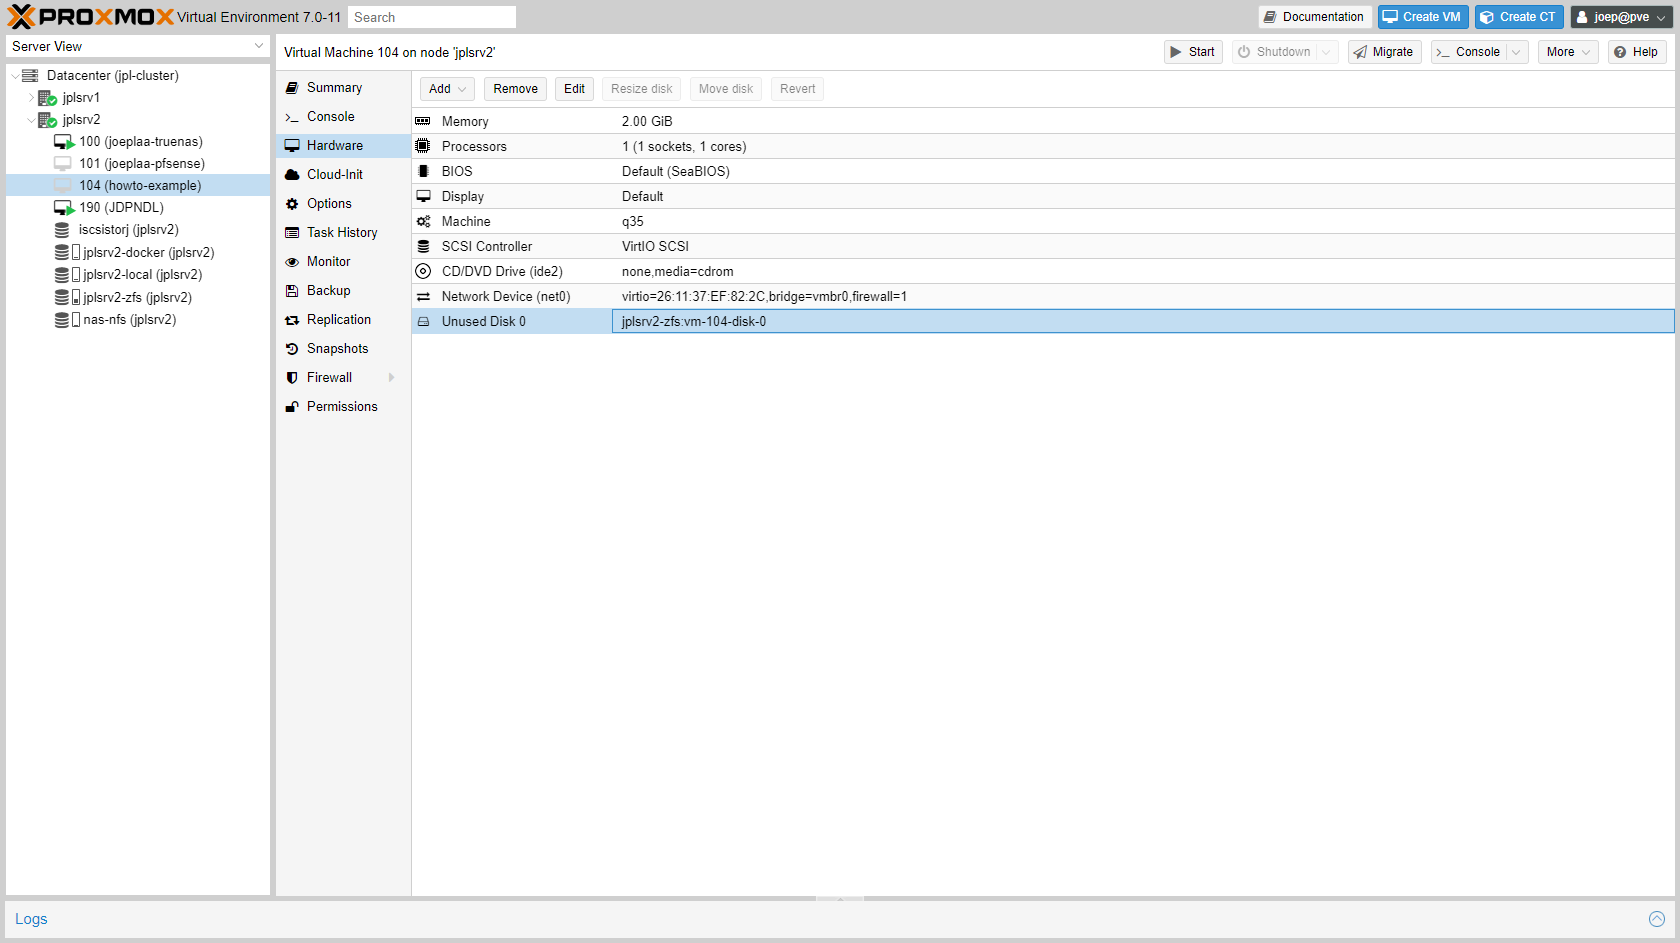 PROXMOX Virtual Environment 7.0-11 Search Documentation Create VM Create CT joep@pve
Server View
Datacenter (jpl-cluster)
jplsrv1
jplsrv2
100 (joeplaa-truenas)
101 (joeplaa-pfsense)
104 (howto-example)
190 (JDPNDL)
iscsistorj (jplsrv2)
jplsrv2-docker (jplsrv2)
jplsrv2-local (jplsrv2)
jplsrv2-zfs (jplsrv2)
nas-nfs (jplsrv2)
Virtual Machine 104 on node 'jplsrv2' Start Shutdown Migrate Console More Help
Summary
Console
Hardware
Cloud-Init
Options
Task History
Monitor
Backup
Replication
Snapshots
Firewall
Permissions
Add Remove Edit Resize disk Move disk Revert
Memory 2.00 GiB
Processors 1 (1 sockets, 1 cores)
BIOS Default (SeaBIOS)
Display Default
Machine q35
SCSI Controller VirtIO SCSI
CD/DVD Drive (ide2) none,media=cdrom
Network Device (net0) virtio=26:11:37:EF:82:2C,bridge=vmbr0,firewall=1
Unused Disk 0 jplsrv2-zfs:vm-104-disk-0
Logs